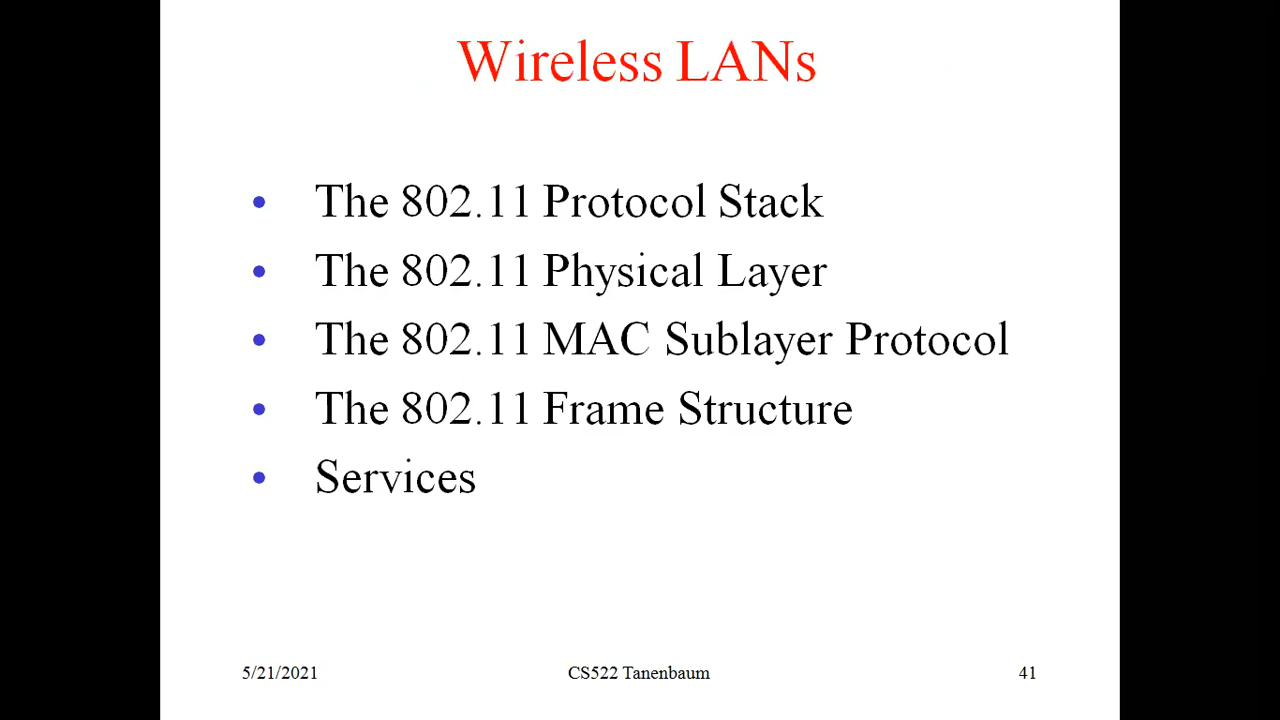 Wireless LANs
• The 802.11 Protocol Stack
• The 802.11 Physical Layer
• The 802.11 MAC Sublayer Protocol
• The 802.11 Frame Structure
• Services
5/21/2021 CS522 Tanenbaum 41